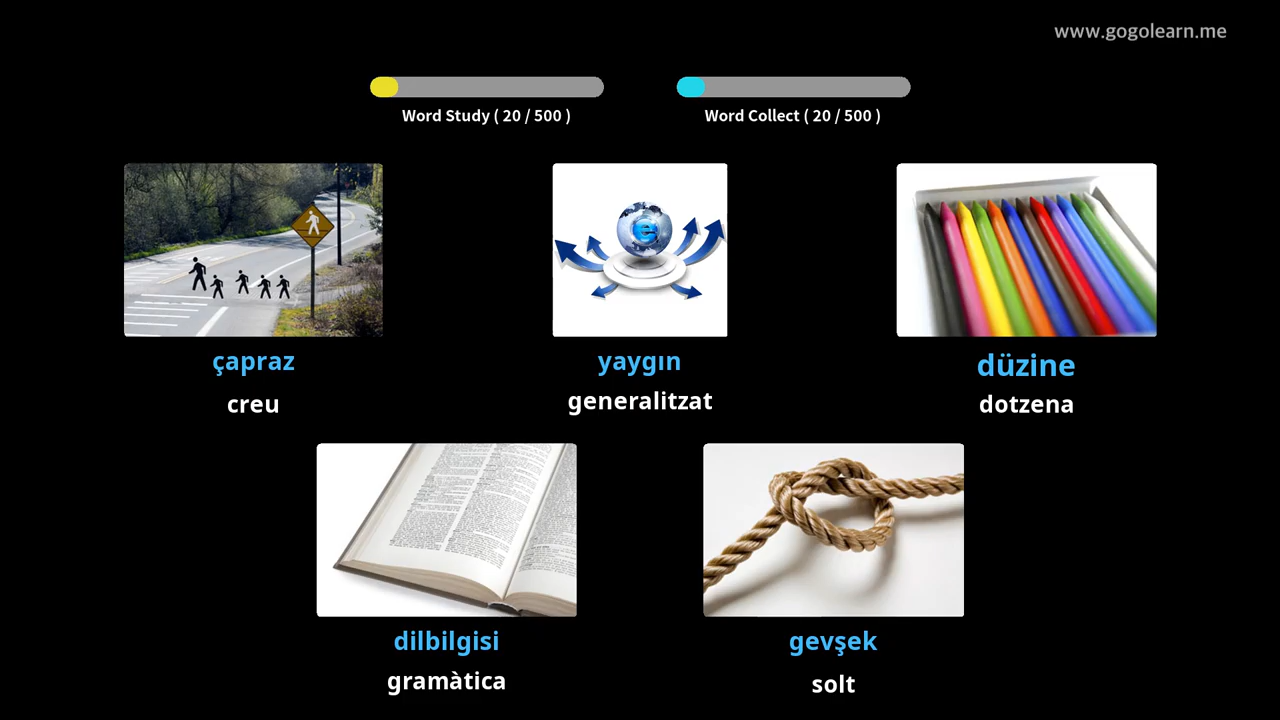 www.gogolearn.me
Word Study ( 20 / 500 )
Word Collect ( 20 / 500 )
çapraz
creu
e
yaygın
generalitzat
düzine
dotzena
dilbilgisi
gramàtica
gevşek
solt